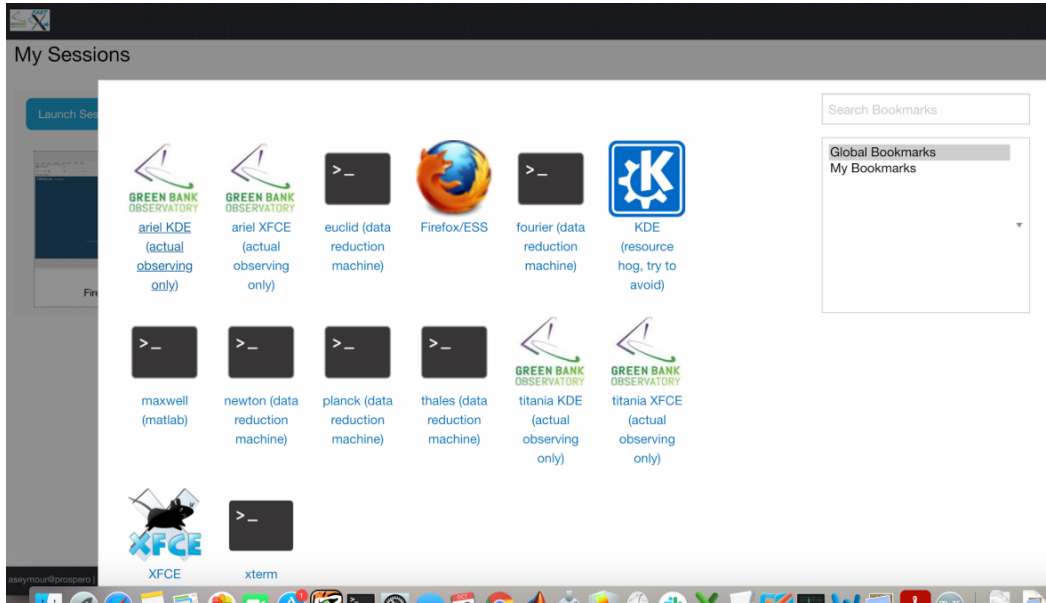 FAST
X
My Sessions
Launch Ses
Search Bookmarks
Global Bookmarks
My Bookmarks
GREEN BANK
OBSERVATORY
ariel KDE
(actual
observing
only)
GREEN BANK
OBSERVATORY
ariel XFCE
(actual
observing
only)
>_
euclid (data
reduction
machine)
Firefox/ESS
>_
fourier (data
reduction
machine)
K
KDE
(resource
hog, try to
avoid)
Fire
>_
maxwell
(matlab)
>_
newton (data
reduction
machine)
>_
planck (data
reduction
machine)
>_
thales (data
reduction
machine)
GREEN BANK
OBSERVATORY
titania KDE
(actual
observing
only)
GREEN BANK
OBSERVATORY
titania XFCE
(actual
observing
only)
XFCE
XFCE
>_
xterm
aseymour@prospero |
OCT
1